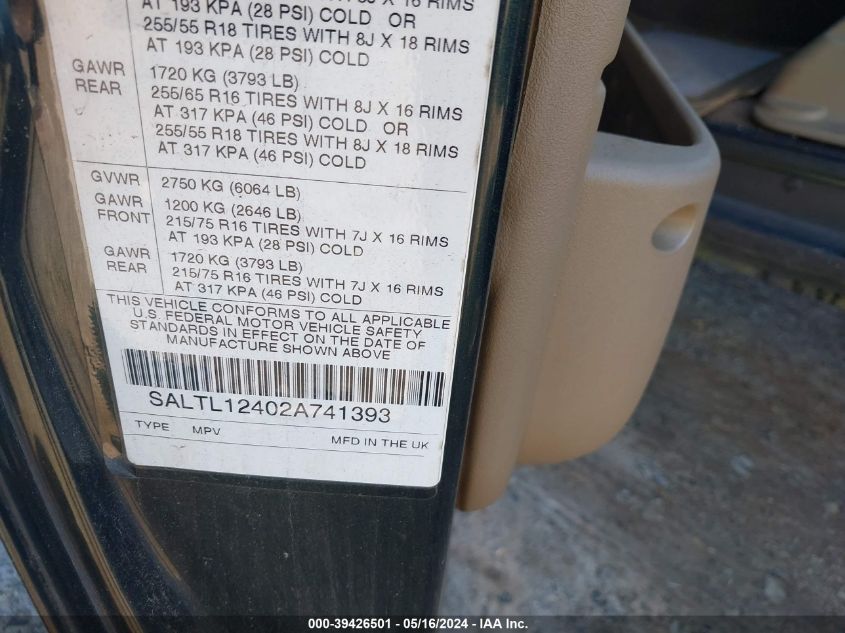 AT 193 KPA (28 PSI) COLD OR
255/55 R18 TIRES WITH 8J X 18 RIMS
AT 193 KPA (28 PSI) COLD
GAWR REAR 1720 KG (3793 LB)
255/65 R16 TIRES WITH 8J X 16 RIMS
AT 317 KPA (46 PSI) COLD OR
255/55 R18 TIRES WITH 8J X 18 RIMS
AT 317 KPA (46 PSI) COLD
GVWR 2750 KG (6064 LB)
GAWR FRONT 1200 KG (2646 LB)
215/75 R16 TIRES WITH 7J X 16 RIMS
AT 193 KPA (28 PSI) COLD
GAWR REAR 1720 KG (3793 LB)
215/75 R16 TIRES WITH 7J X 16 RIMS
AT 317 KPA (46 PSI) COLD
THIS VEHICLE CONFORMS TO ALL APPLICABLE
U.S. FEDERAL MOTOR VEHICLE SAFETY
STANDARDS IN EFFECT ON THE DATE OF
MANUFACTURE SHOWN ABOVE
SALTL12402A741393
TYPE MPV MFD IN THE UK
000-39426501 - 05/16/2024 - IAA Inc.